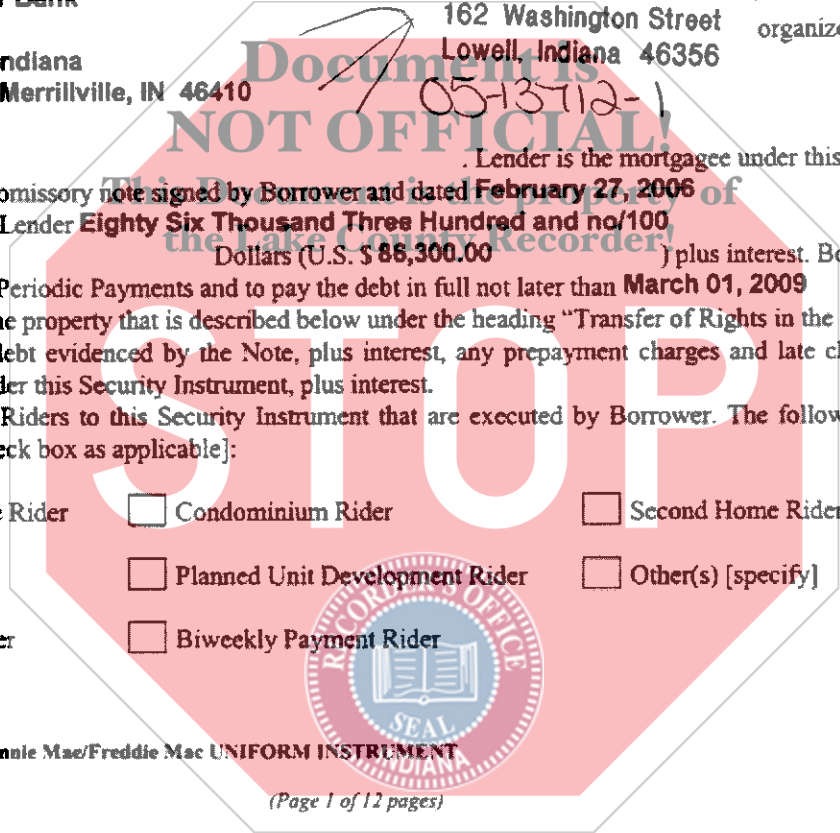 Bank
162 Washington Street
organize
Lowell, Indiana 46356
ndiana
Merrillville, IN 46410
05-13712-1
Document is
NOT OFFICIAL!
This Document is the property of
the Lake County Recorder!
. Lender is the mortgagee under this
omissory note signed by Borrower and dated February 27, 2006
Lender Eighty Six Thousand Three Hundred and no/100
Dollars (U.S. $ 86,300.00 ) plus interest. Bo
Periodic Payments and to pay the debt in full not later than March 01, 2009
he property that is described below under the heading “Transfer of Rights in the
debt evidenced by the Note, plus interest, any prepayment charges and late ch
der this Security Instrument, plus interest.
Riders to this Security Instrument that are executed by Borrower. The follow
eck box as applicable]:
e Rider Condominium Rider Second Home Rider
Planned Unit Development Rider Other(s) [specify]
er Biweekly Payment Rider
STOP
RECORDER'S OFFICE
SEAL
INDIANA
nnie Mae/Freddie Mac UNIFORM INSTRUMENT
(Page 1 of 12 pages)